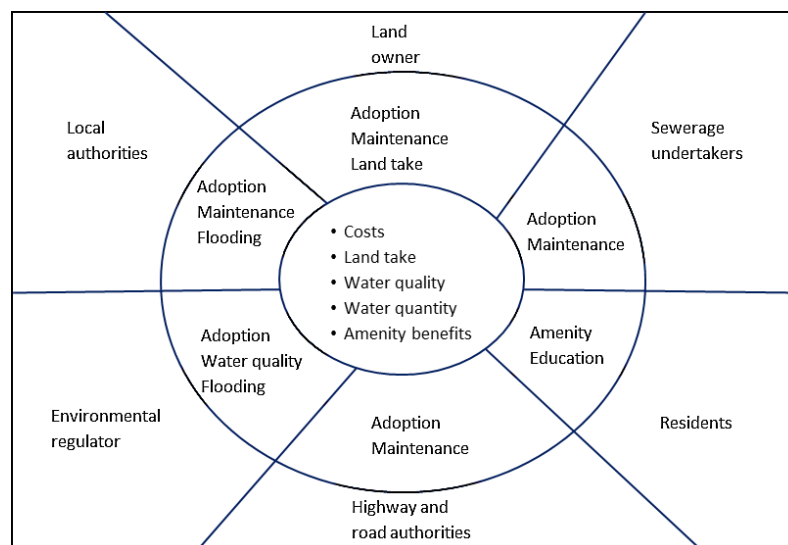 Land
owner
Local
authorities
Adoption
Maintenance
Land take
Sewerage
undertakers
Adoption
Maintenance
Flooding
• Costs
• Land take
• Water quality
• Water quantity
• Amenity benefits
Adoption
Maintenance
Adoption
Water quality
Flooding
Amenity
Education
Environmental
regulator
Adoption
Maintenance
Residents
Highway and
road authorities